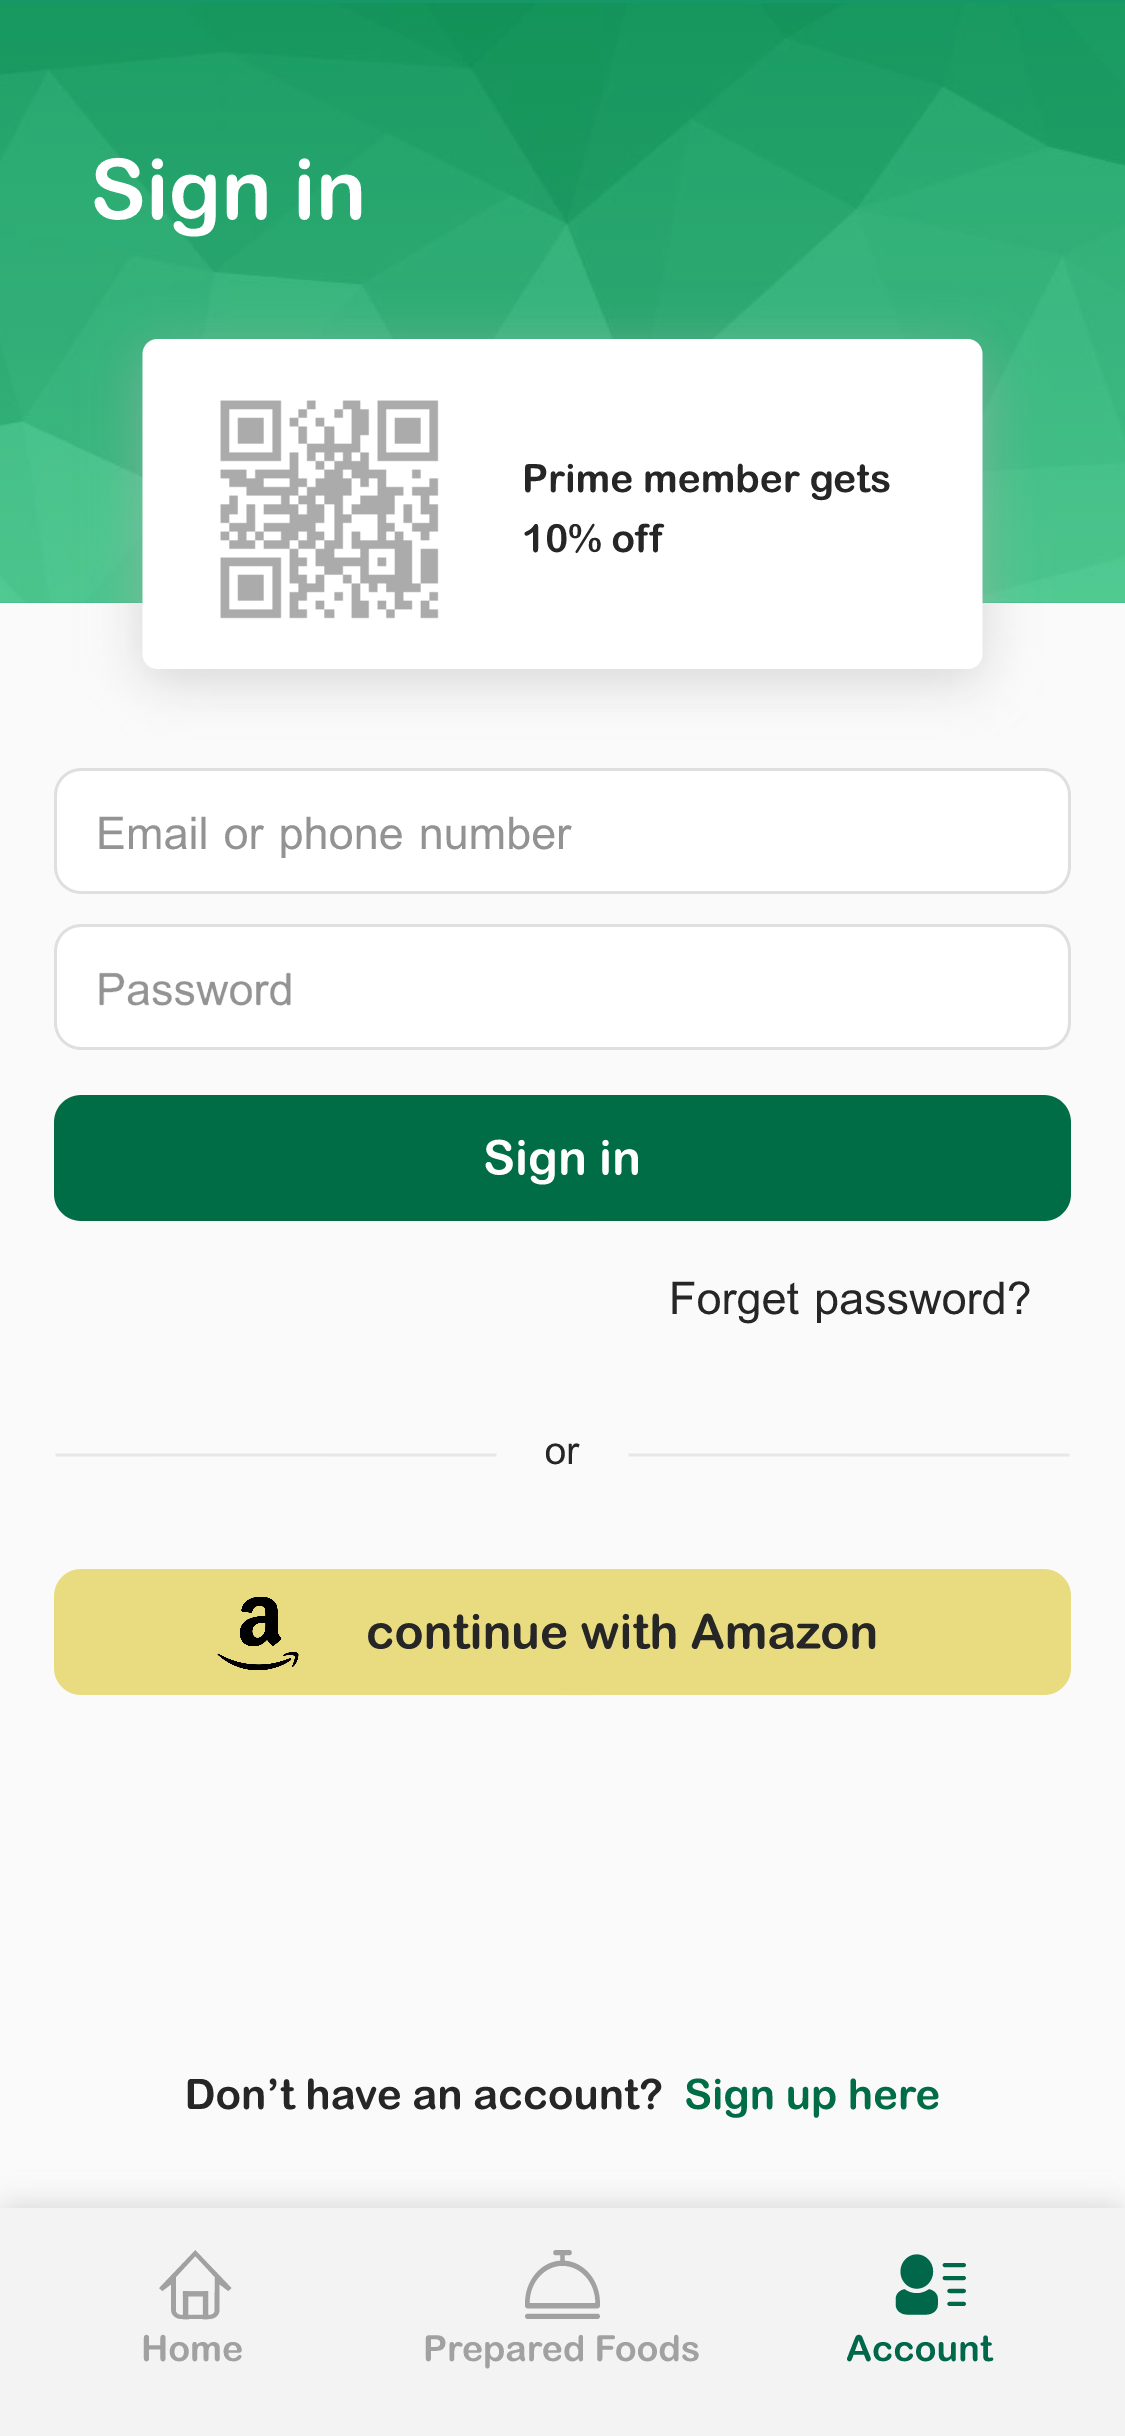 Sign in
Prime member gets
10% off
Email or phone number
Password
Sign in
Forget password?
or
a continue with Amazon
Don’t have an account? Sign up here
Home Prepared Foods Account